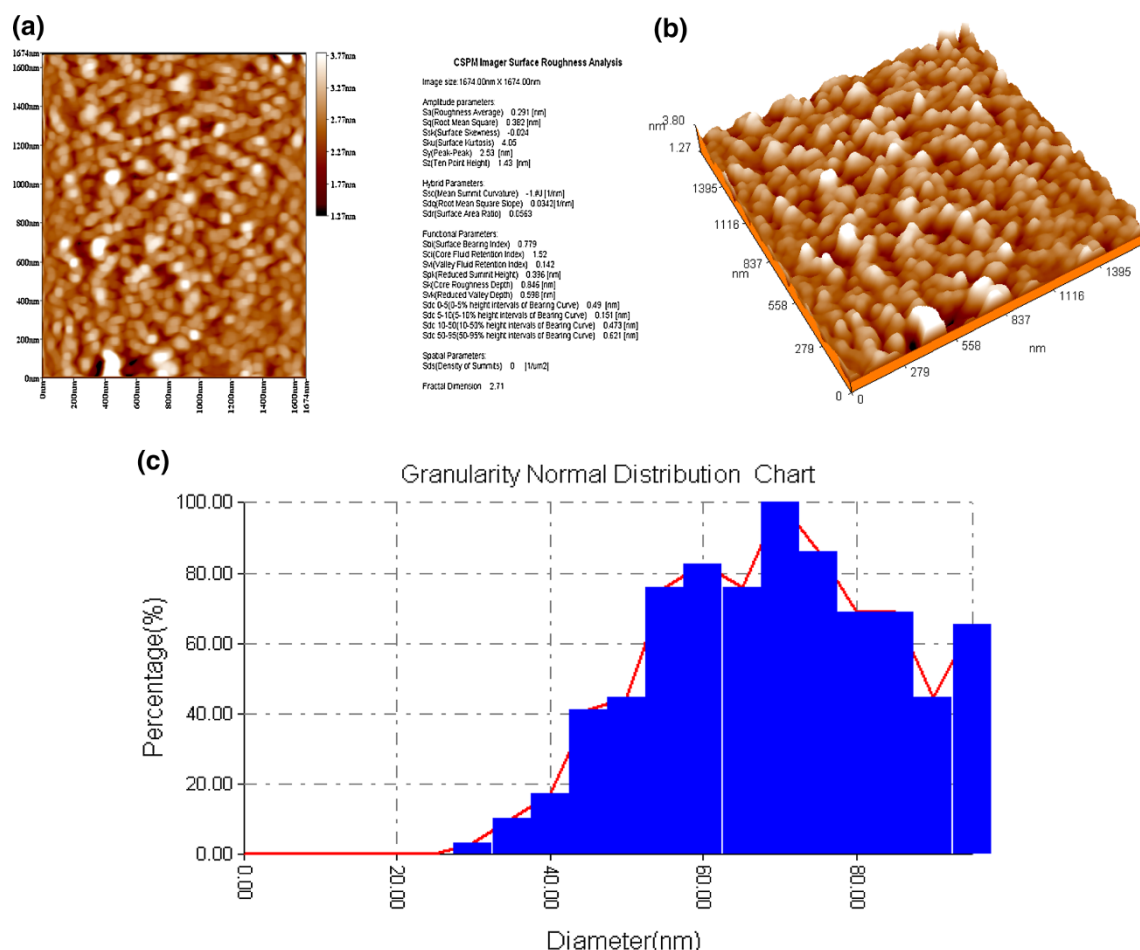 (a)
1674nm
1600nm
1400nm
1200nm
1000nm
800nm
600nm
400nm
200nm
0nm
0nm
200nm
400nm
600nm
800nm
1000nm
1200nm
1400nm
1600nm
1674nm
3.77nm
3.27nm
2.77nm
2.27nm
1.77nm
1.27nm
CSPM Imager Surface Roughness Analysis
Image size:1674.00nm X 1674.00nm
Amplitude parameters:
Sa(Roughness Average) 0.291 [nm]
Sq(Root Mean Square) 0.382 [nm]
Ssk(Surface Skewness) -0.024
Sku(Surface Kurtosis) 4.05
Sy(Peak-Peak) 2.53 [nm]
Sz(Ten Point Height) 1.43 [nm]
Hybrid Parameters:
Ssc(Mean Summit Curvature) -1.#J [1/nm]
Sdq(Root Mean Square Slope) 0.0342[1/nm]
Sdr(Surface Area Ratio) 0.0563
Functional Parameters:
Sbi(Surface Bearing Index) 0.779
Sci(Core Fluid Retention Index) 1.52
Svi(Valley Fluid Retention Index) 0.142
Spk(Reduced Summit Height) 0.396 [nm]
Sk(Core Roughness Depth) 0.846 [nm]
Svk(Reduced Valley Depth) 0.598 [nm]
Sdc 0-5(0-5% height intervals of Bearing Curve) 0.49 [nm]
Sdc 5-10(5-10% height intervals of Bearing Curve) 0.151 [nm]
Sdc 10-50(10-50% height intervals of Bearing Curve) 0.473 [nm]
Sdc 50-95(50-95% height intervals of Bearing Curve) 0.621 [nm]
Spatial Parameters:
Sds(Density of Summits) 0 [1/um2]
Fractal Dimension 2.71
(b)
3.80
nm
1.27
1395
1116
837
nm
558
279
0
0
279
558
837
1116
1395
nm
(c)
Granularity Normal Distribution Chart
100.00
80.00
60.00
40.00
20.00
0.00
Percentage(%)
0.00
20.00
40.00
60.00
80.00
Diameter(nm)